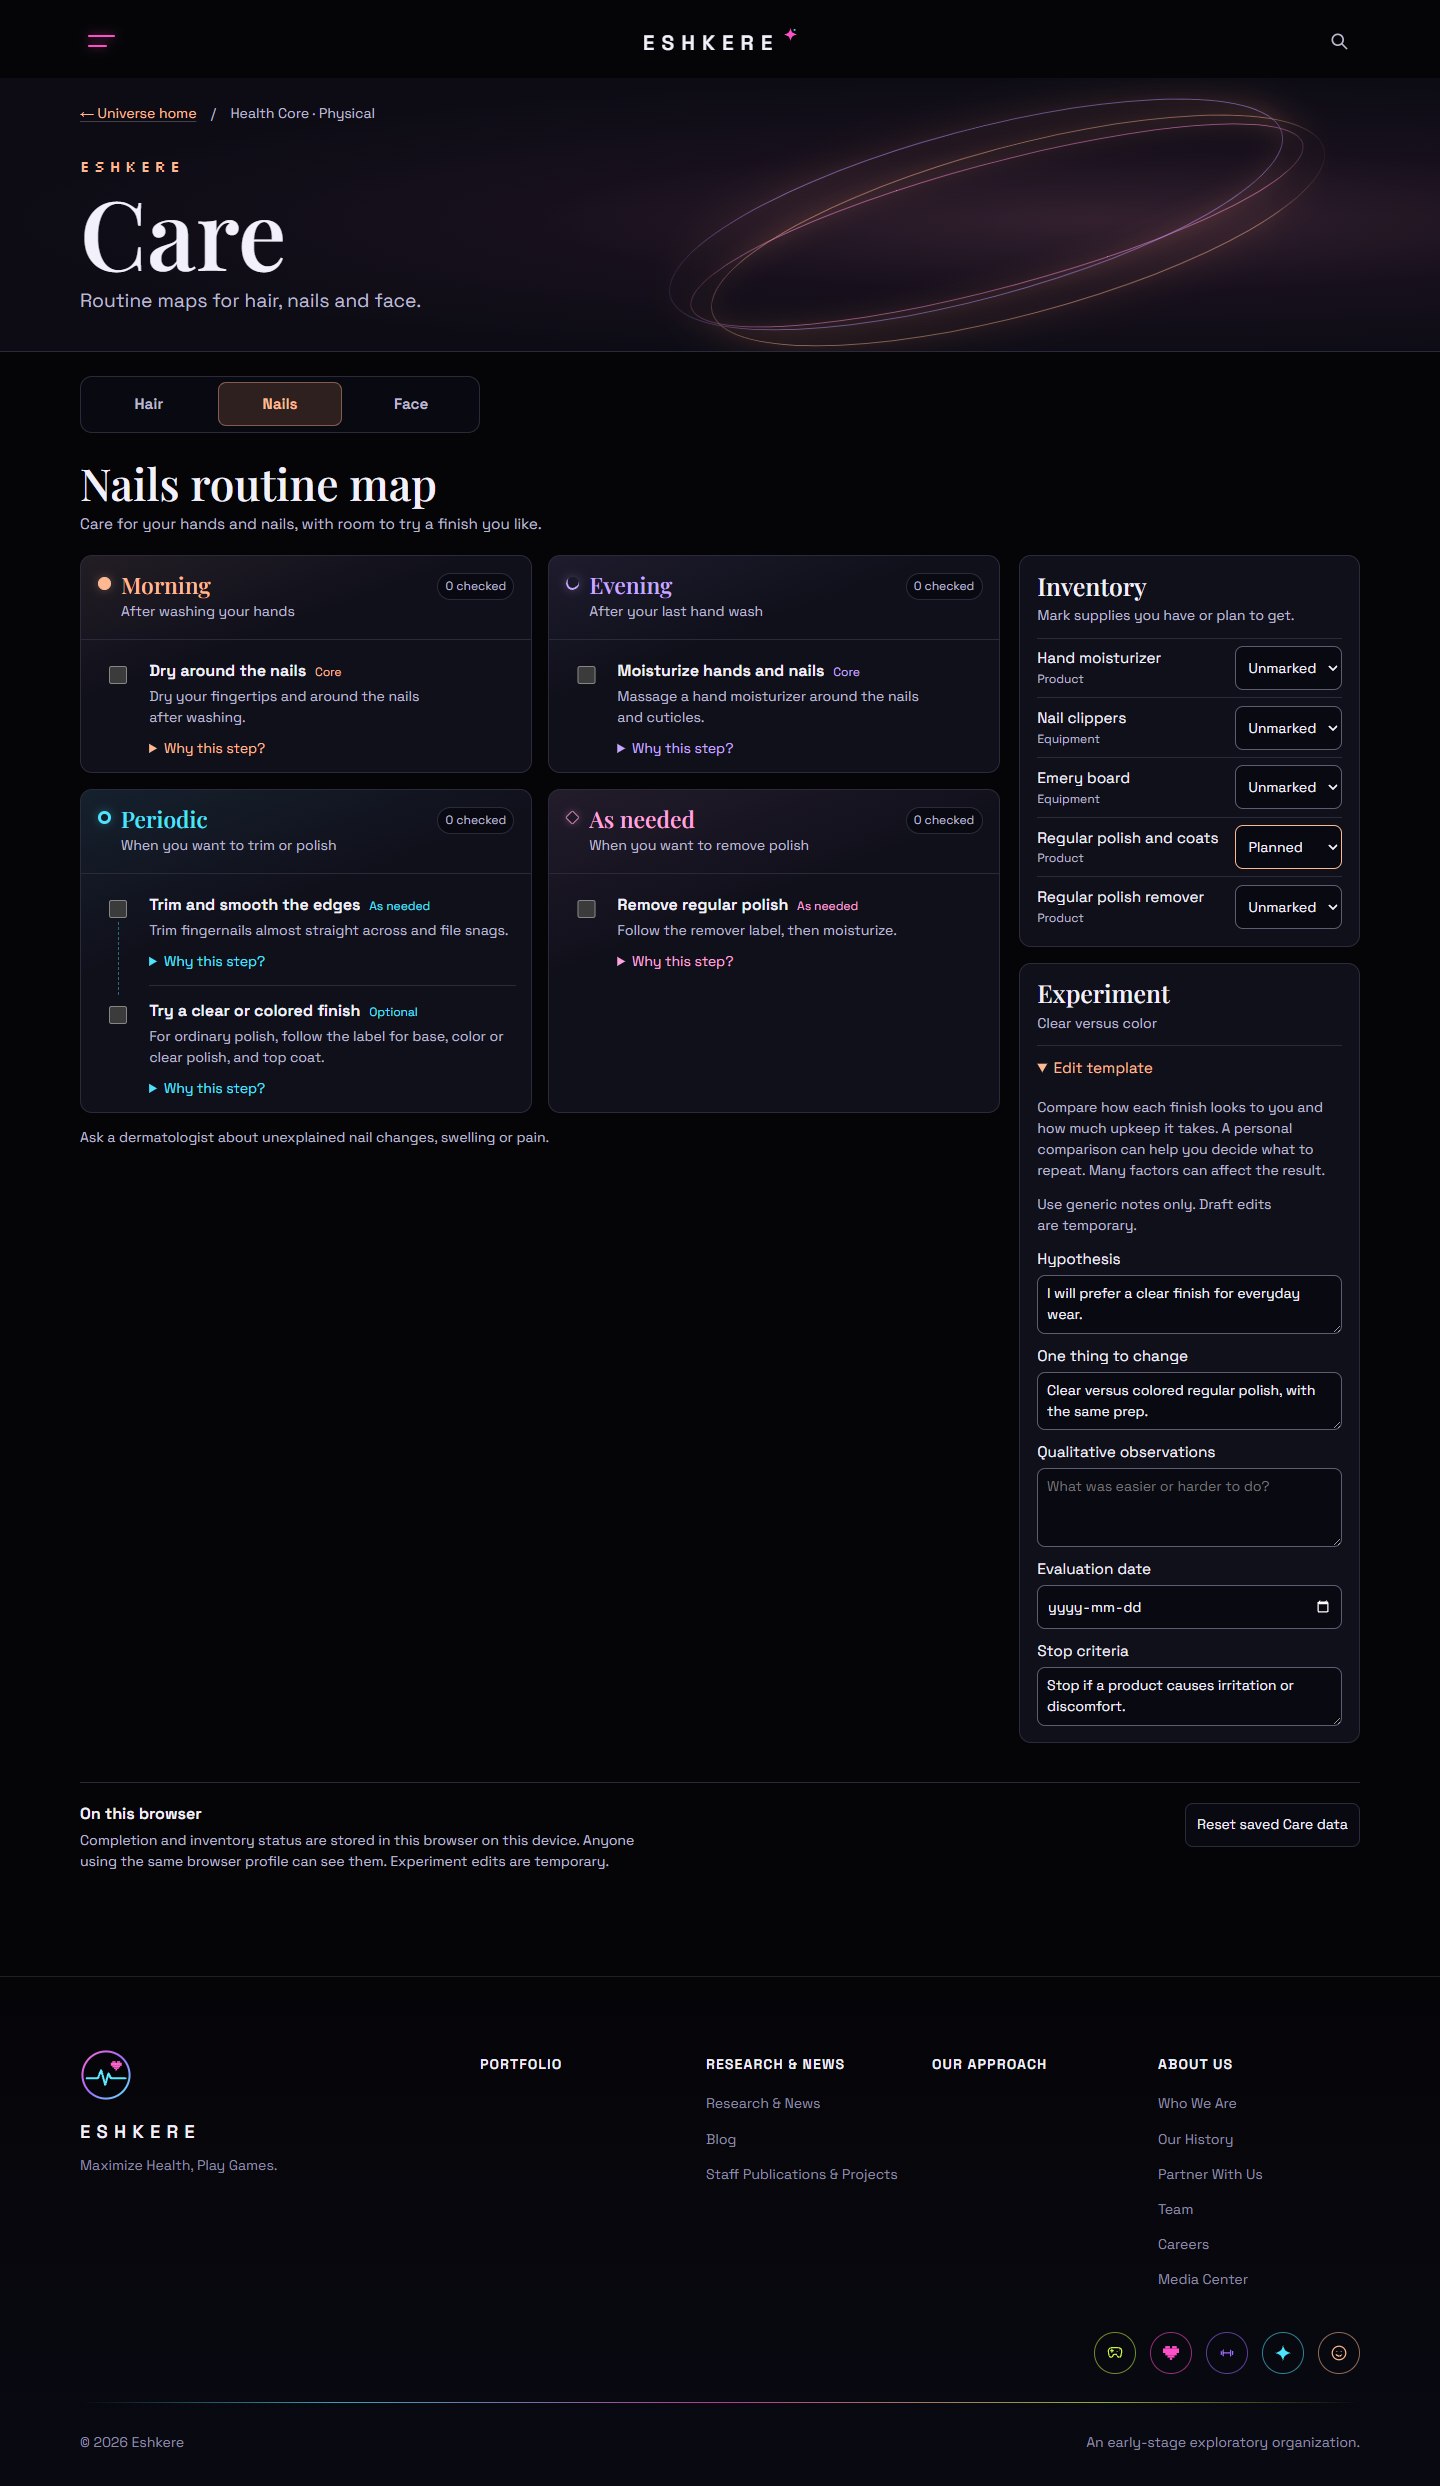 ESHKERE
← Universe home / Health Core · Physical
ESHKERE
Care
Routine maps for hair, nails and face.
Hair Nails Face
Nails routine map
Care for your hands and nails, with room to try a finish you like.
Morning 0 checked
After washing your hands
Dry around the nails Core
Dry your fingertips and around the nails
after washing.
Why this step?
Evening 0 checked
After your last hand wash
Moisturize hands and nails Core
Massage a hand moisturizer around the nails
and cuticles.
Why this step?
Periodic 0 checked
When you want to trim or polish
Trim and smooth the edges As needed
Trim fingernails almost straight across and file snags.
Why this step?
Try a clear or colored finish Optional
For ordinary polish, follow the label for base, color or
clear polish, and top coat.
Why this step?
As needed 0 checked
When you want to remove polish
Remove regular polish As needed
Follow the remover label, then moisturize.
Why this step?
Ask a dermatologist about unexplained nail changes, swelling or pain.
Inventory
Mark supplies you have or plan to get.
Hand moisturizer Unmarked
Product
Nail clippers Unmarked
Equipment
Emery board Unmarked
Equipment
Regular polish and coats Planned
Product
Regular polish remover Unmarked
Product
Experiment
Clear versus color
Edit template
Compare how each finish looks to you and
how much upkeep it takes. A personal
comparison can help you decide what to
repeat. Many factors can affect the result.
Use generic notes only. Draft edits
are temporary.
Hypothesis
I will prefer a clear finish for everyday
wear.
One thing to change
Clear versus colored regular polish, with
the same prep.
Qualitative observations
What was easier or harder to do?
Evaluation date
yyyy-mm-dd
Stop criteria
Stop if a product causes irritation or
discomfort.
On this browser
Completion and inventory status are stored in this browser on this device. Anyone
using the same browser profile can see them. Experiment edits are temporary.
Reset saved Care data
ESHKERE
Maximize Health, Play Games.
PORTFOLIO
RESEARCH & NEWS
Research & News
Blog
Staff Publications & Projects
OUR APPROACH
ABOUT US
Who We Are
Our History
Partner With Us
Team
Careers
Media Center
© 2026 Eshkere
An early-stage exploratory organization.